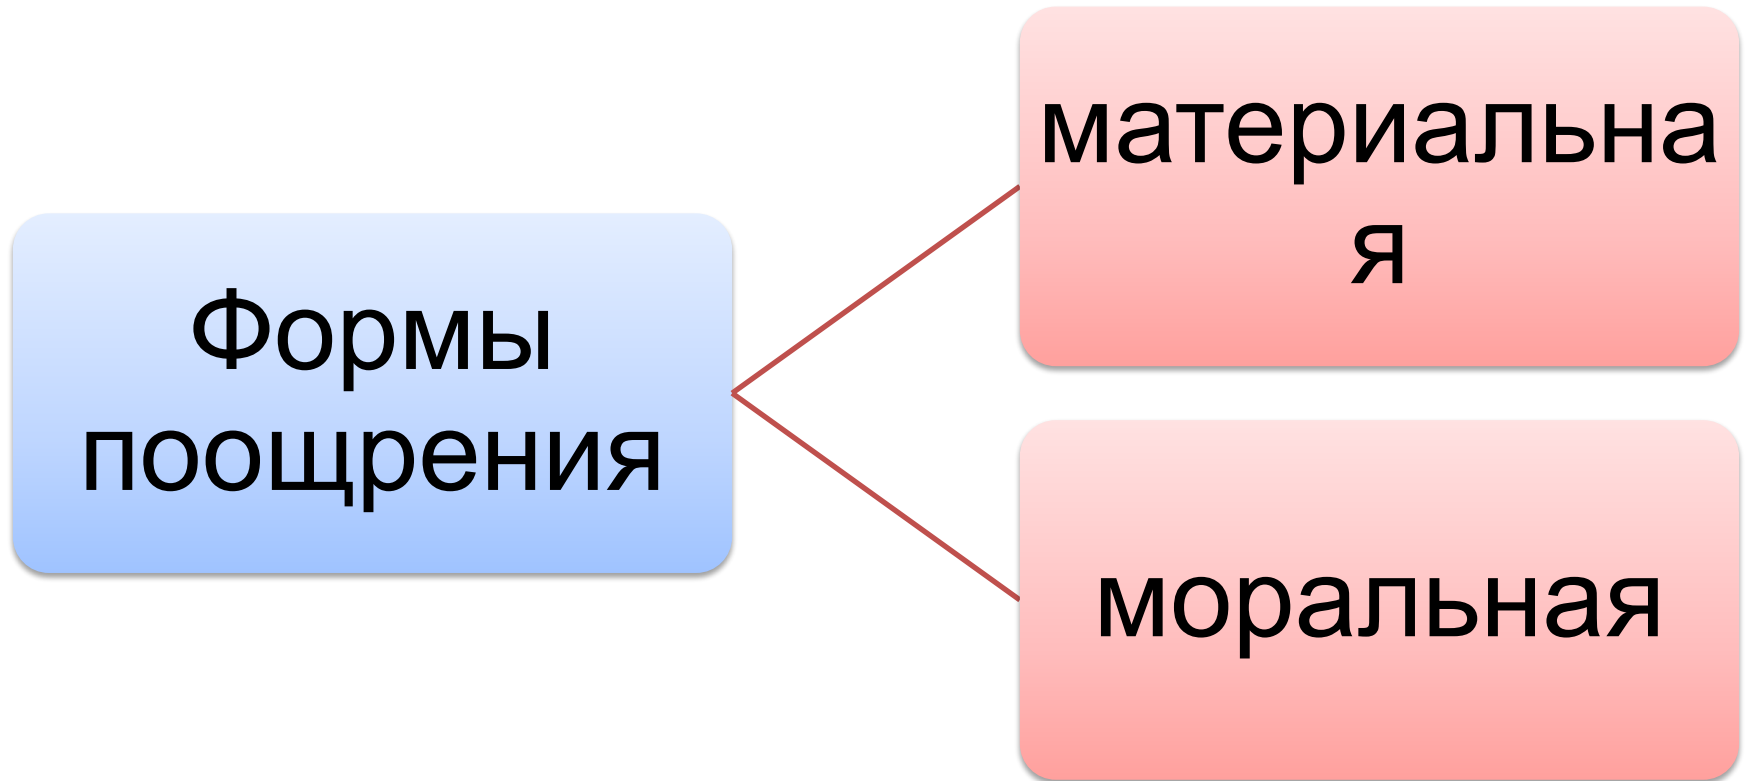 Формы
поощрения
материальна
я
моральная